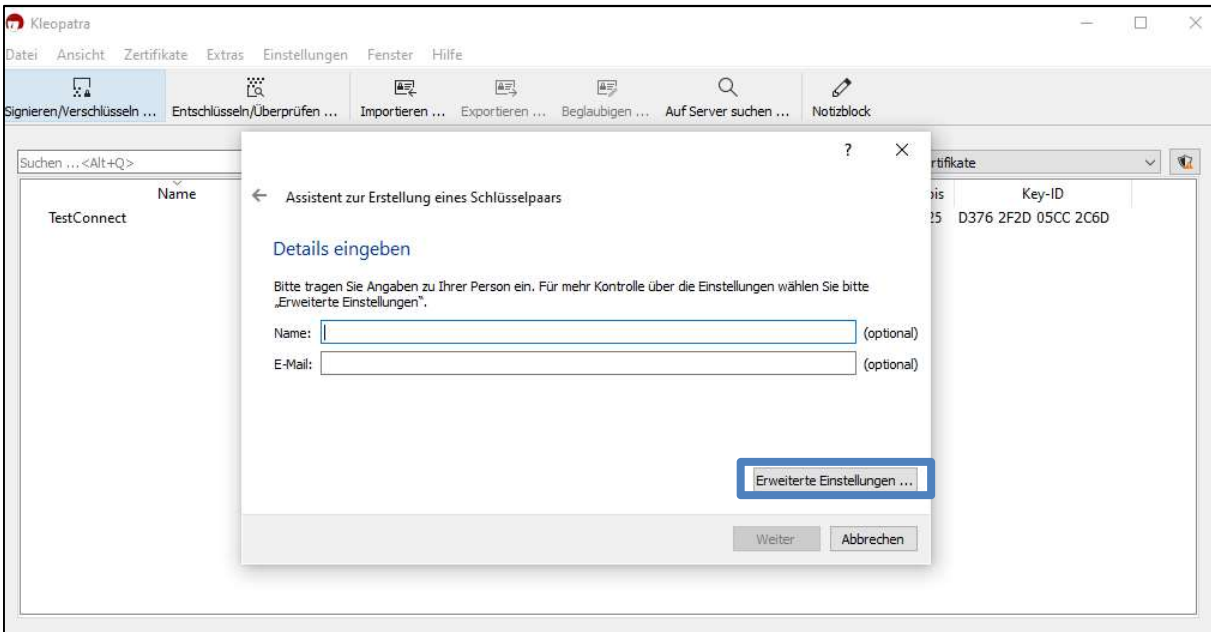 Kleopatra
Datei Ansicht Zertifikate Extras Einstellungen Fenster Hilfe
Signieren/Verschlüsseln ... Entschlüsseln/Überprüfen ... Importieren ... Exportieren ... Beglaubigen ... Auf Server suchen ... Notizblock
Suchen ...<Alt+Q> rtifikate
Name bis Key-ID
TestConnect 25 D376 2F2D 05CC 2C6D
Assistent zur Erstellung eines Schlüsselpaars
Details eingeben
Bitte tragen Sie Angaben zu Ihrer Person ein. Für mehr Kontrolle über die Einstellungen wählen Sie bitte
„Erweiterte Einstellungen“.
Name: (optional)
E-Mail: (optional)
Erweiterte Einstellungen ...
Weiter Abbrechen